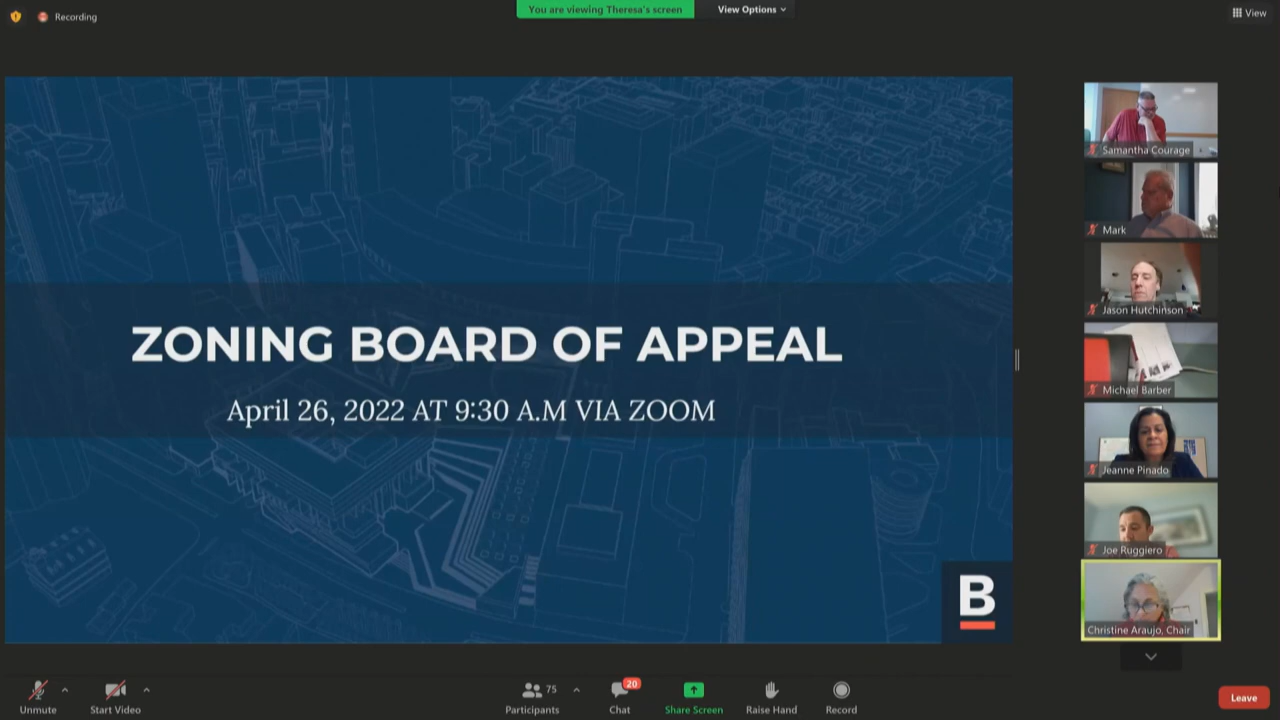 Recording
You are viewing Theresa's screen
View Options
View
ZONING BOARD OF APPEAL
April 26, 2022 AT 9:30 A.M VIA ZOOM
B
Samantha Courage
Mark
Jason Hutchinson
Michael Barber
Jeanne Pinado
Joe Ruggiero
Christine Araujo, Chair
Unmute
Start Video
75
Participants
20
Chat
Share Screen
Raise Hand
Record
Leave